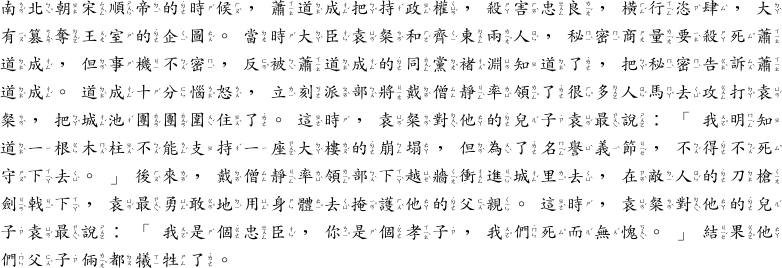 南北朝宋順帝的時候，蕭道成把持政權，殺害忠良，橫行恣肆，大
有篡奪王室的企圖。當時大臣袁粲和齊東兩人，秘密商量要殺死蕭
道成，但事機不密，反被蕭道成的同黨褚淵知道了，把秘密告訴蕭
道成。道成十分惱怒，立刻派部將戴僧靜率領了很多人馬去攻打袁
粲，把城池團團圍住了。這時，袁粲對他的兒子袁最說：「我明知
道一根木柱不能支持一座大樓的崩塌，但為了名譽義節，不得不死
守下去。」後來，戴僧靜率領部下越牆衝進城里去，在敵人的刀槍
劍戟下，袁最勇敢地用身體去掩護他的父親。這時，袁粲對他的兒
子袁最說：「我是個忠臣，你是個孝子，我們死而無愧。」結果他
們父子倆都犧牲了。